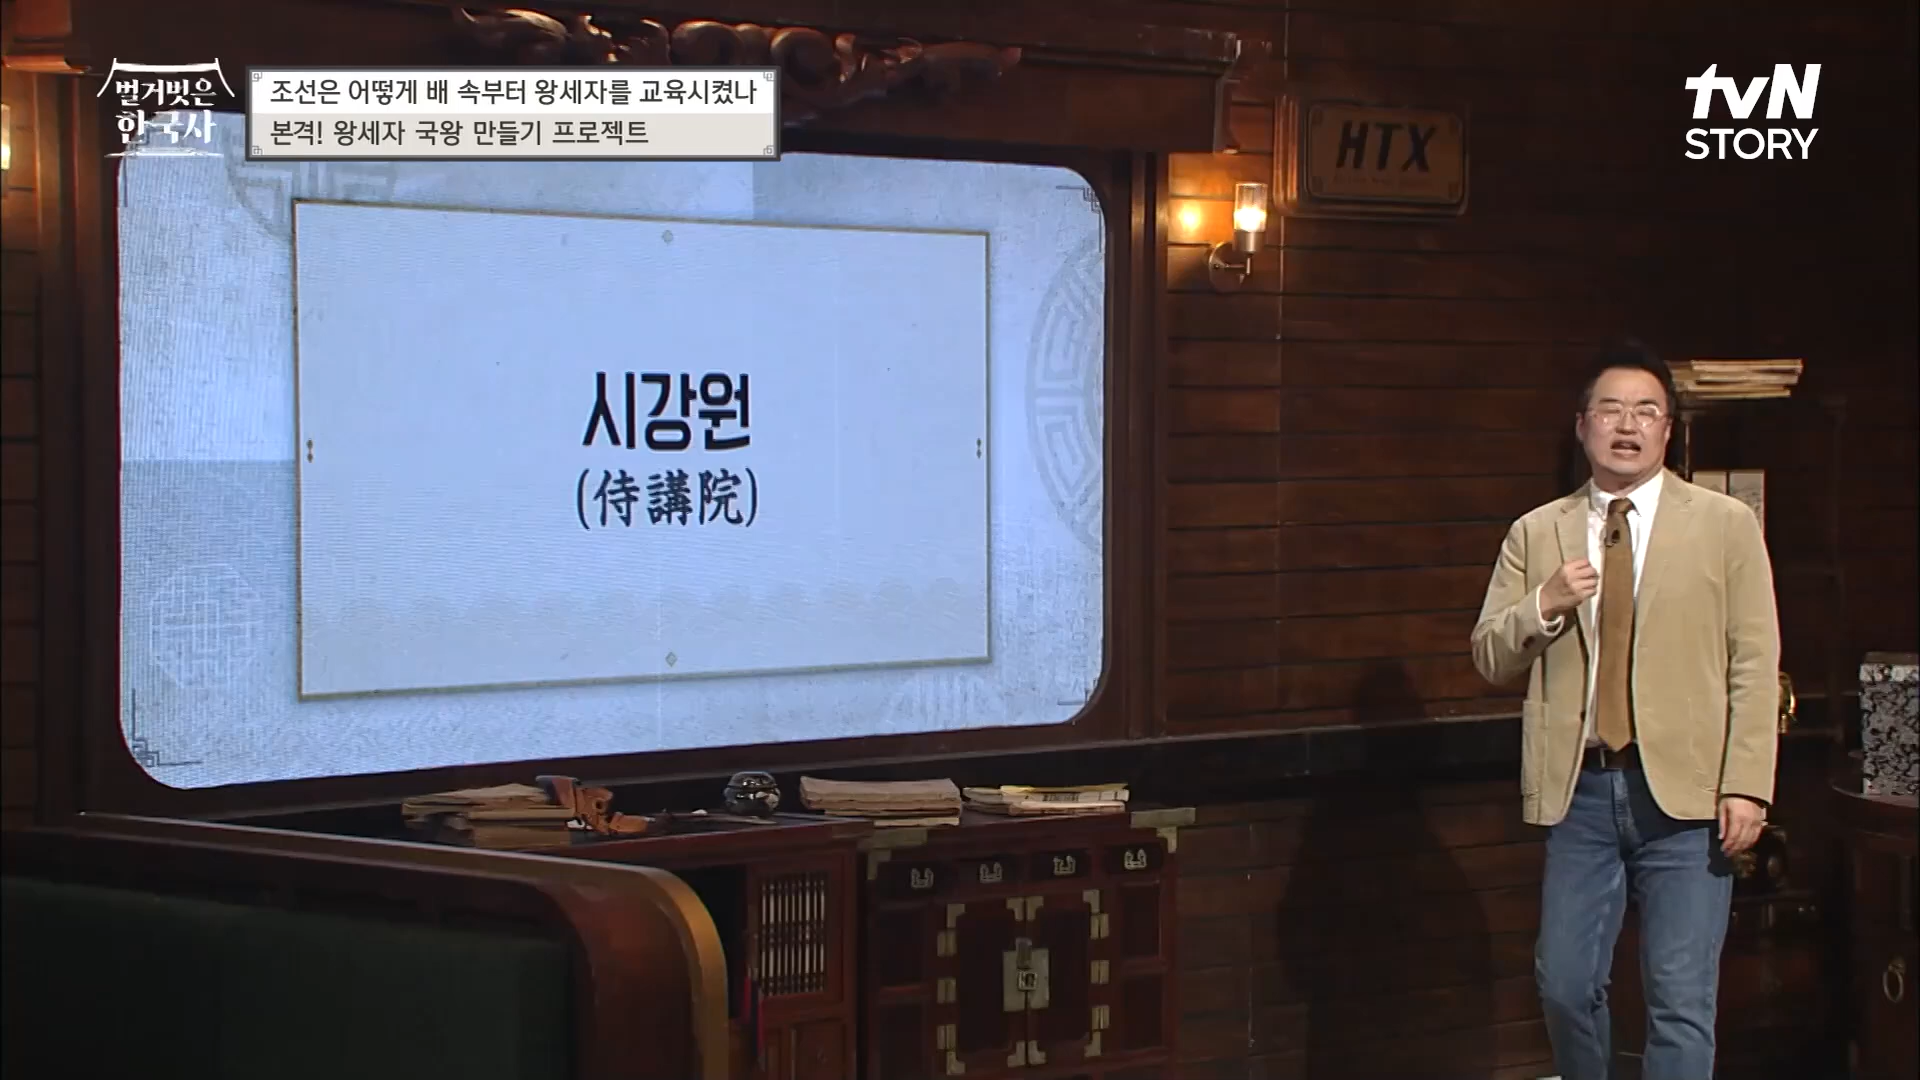 벌거벗은
한국사
조선은 어떻게 배 속부터 왕세자를 교육시켰나
본격! 왕세자 국왕 만들기 프로젝트
tvN
STORY
HTX
시강원
(侍講院)